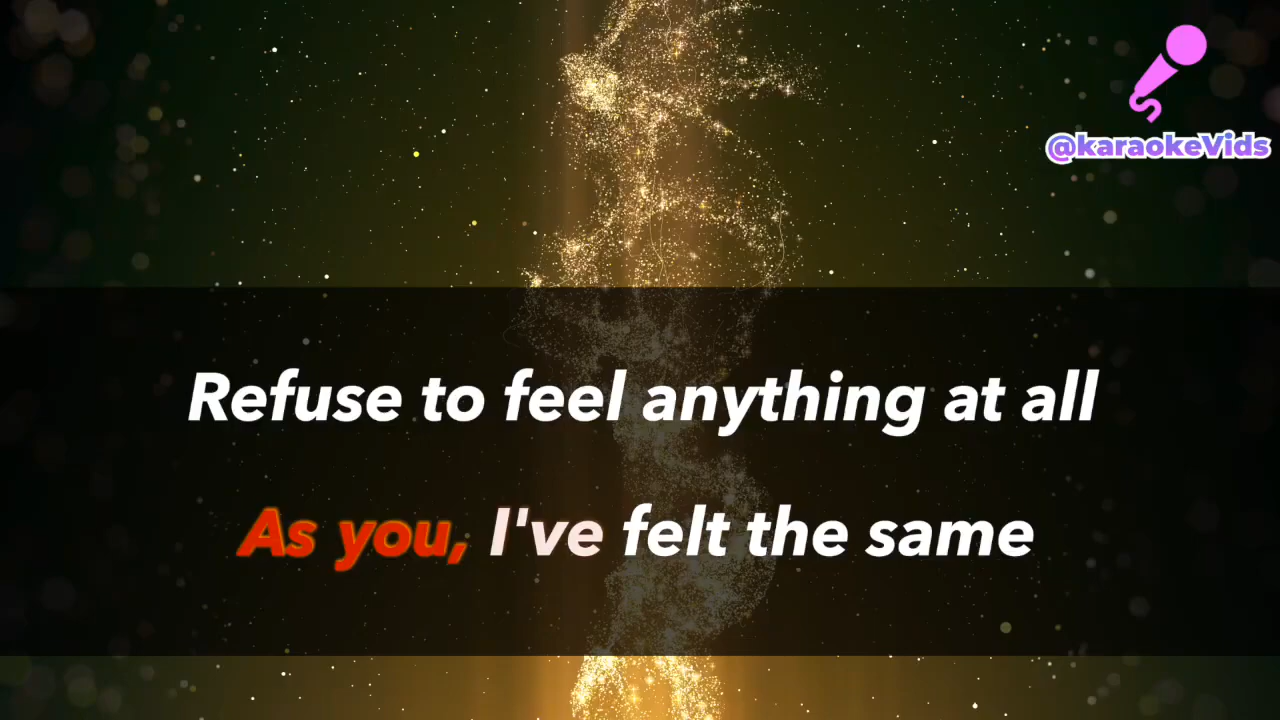 @karaokeVids
Refuse to feel anything at all
As you, I've felt the same